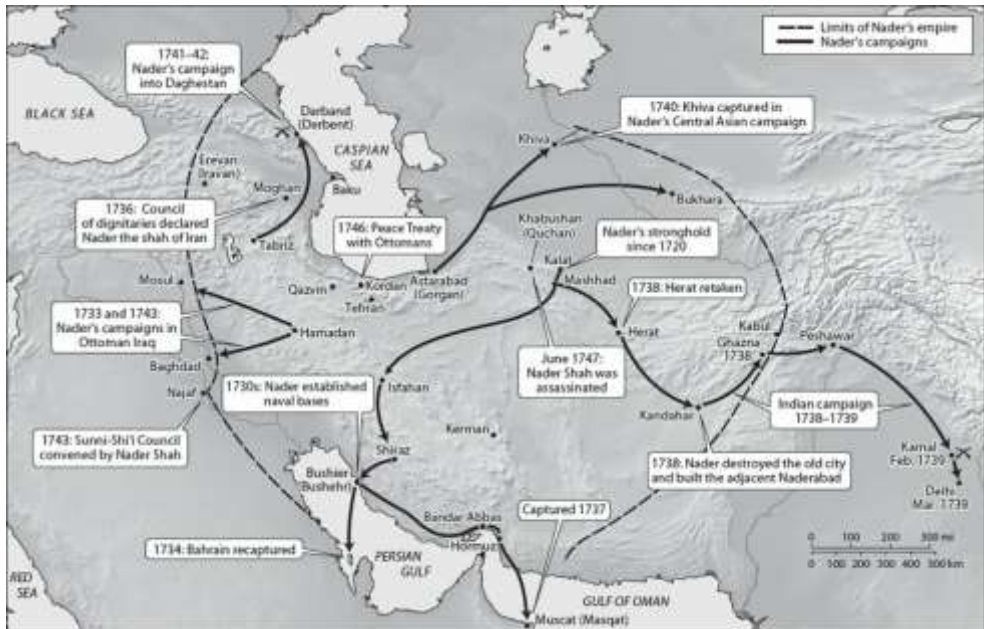 Limits of Nader's empire
Nader's campaigns
1741–42:
Nader's campaign
into Daghestan
BLACK SEA
Darband
(Derbent)
CASPIAN
SEA
1740: Khiva captured in
Nader's Central Asian campaign
Khiva
Erevan
(Iravan)
Moghan
Baku
Bukhara
1736: Council
of dignitaries declared
Nader the shah of Iran
1746: Peace Treaty
with Ottomans
Khabushan
(Quchan)
Nader's stronghold
since 1720
Tabriz
Kalat
Mashhad
Mosul
Qazvin
Kordan
Tehran
Astarabad
(Gorgan)
1738: Herat retaken
1733 and 1743:
Nader's campaigns in
Ottoman Iraq
Hamadan
Herat
Kabul
Ghazna
1738
Peshawar
Baghdad
Najaf
1730s: Nader established
naval bases
Isfahan
June 1747:
Nader Shah was
assassinated
Kandahar
Indian campaign
1738–1739
1743: Sunni-Shi'i Council
convened by Nader Shah
Kerman
Shiraz
Bushier
(Bushehr)
1738: Nader destroyed the old city
and built the adjacent Naderabad
Karnal
Feb. 1739
Delhi
Mar. 1739
Captured 1737
Bandar Abbas
Hormuz
1734: Bahrain recaptured
PERSIAN
GULF
0 100 200 300 mi
0 100 200 300 400 500 km
RED
SEA
GULF OF OMAN
Muscat (Masqat)